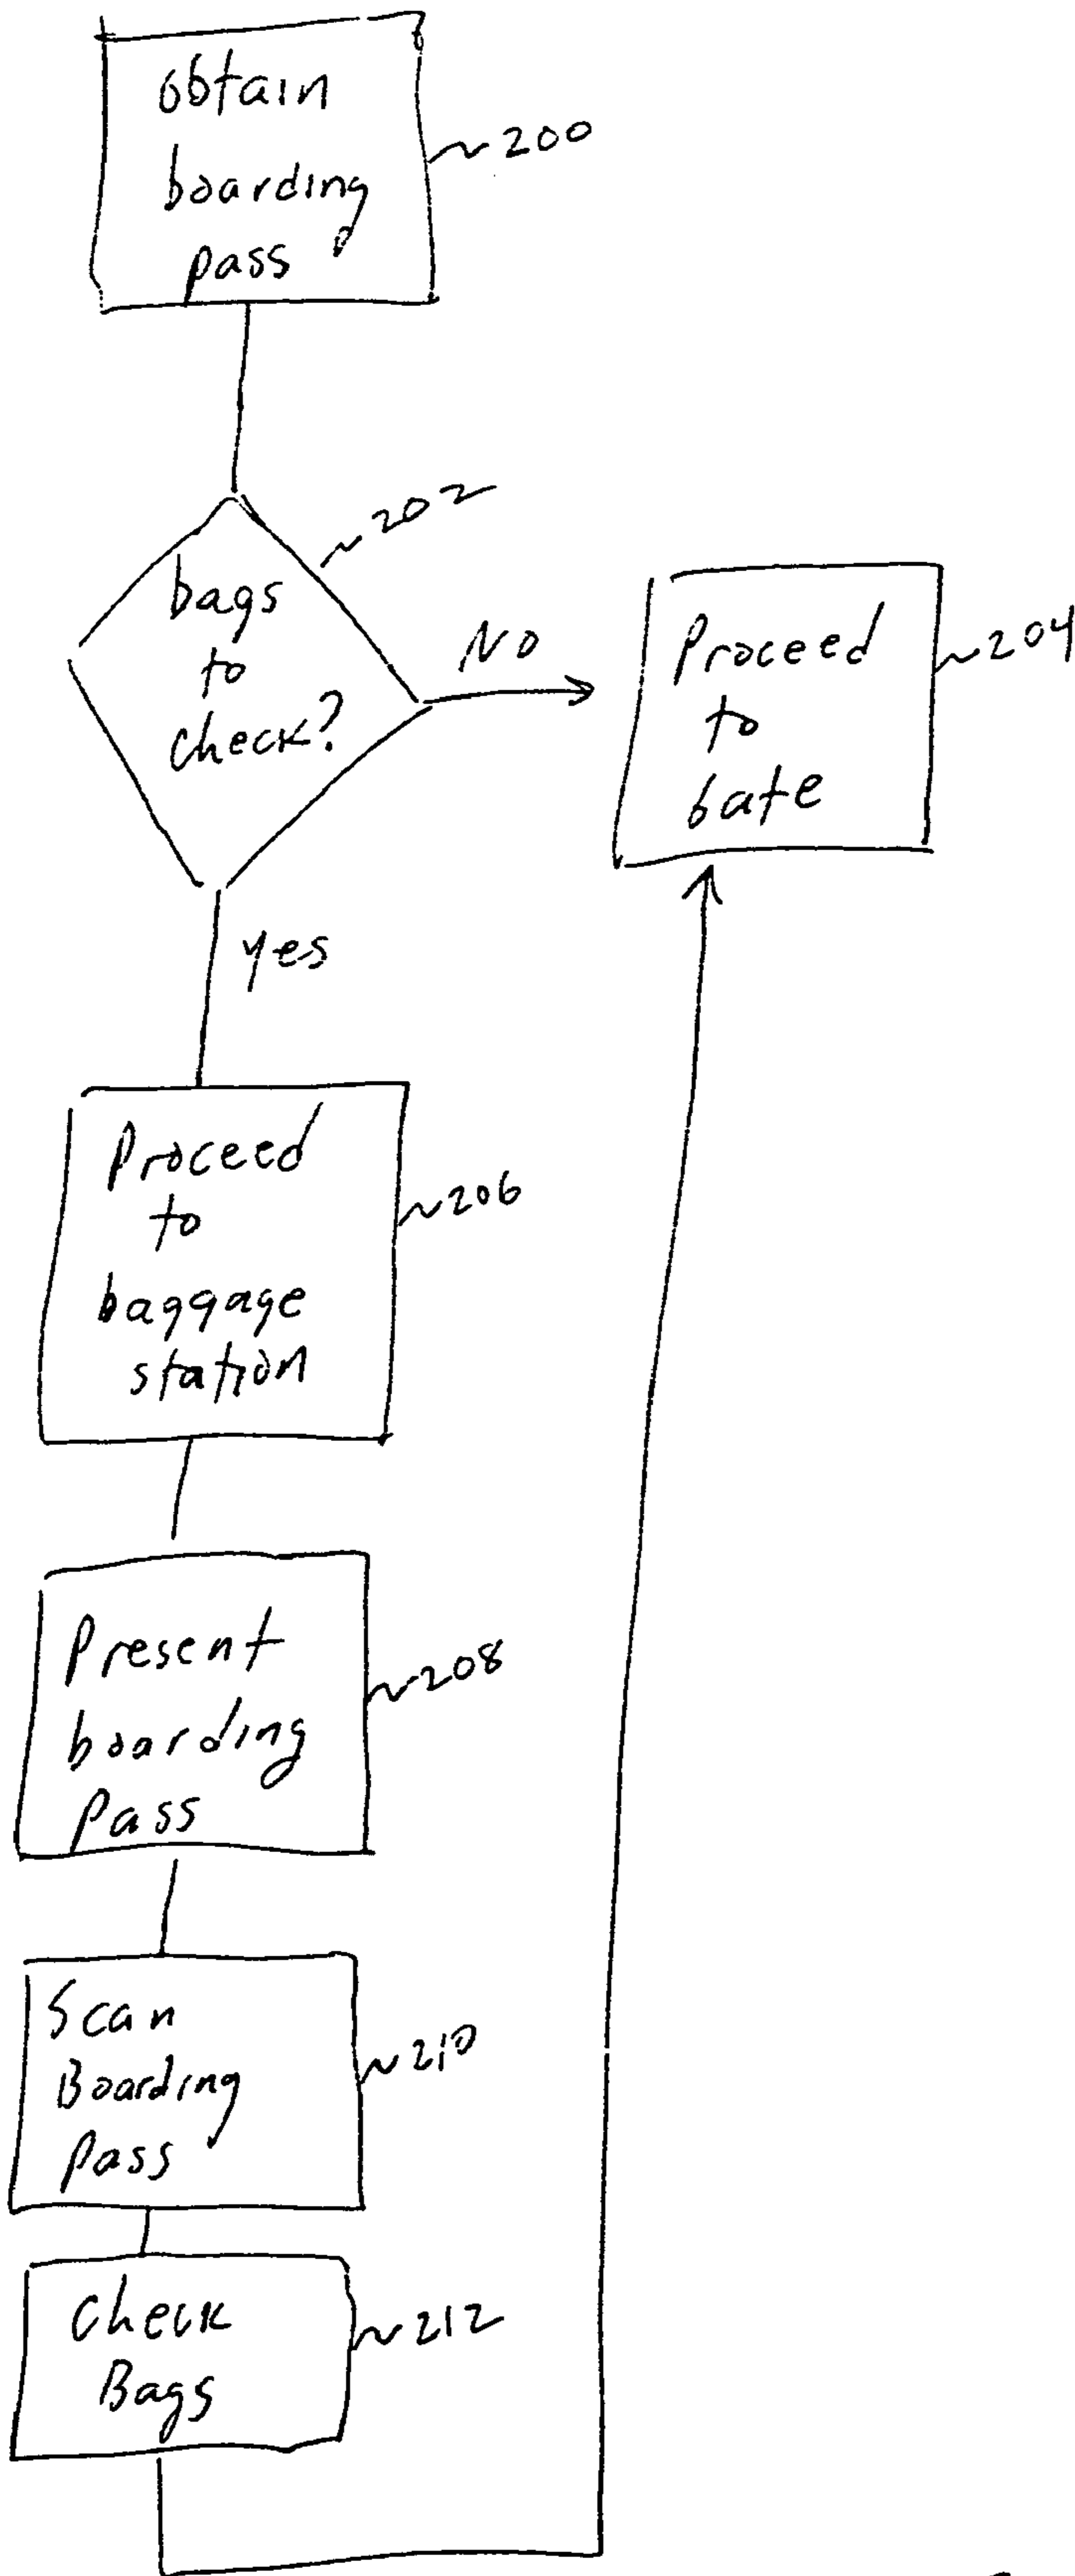 obtain
boarding
pass
~200
bags
to
check?
~202
NO
Proceed
to
Gate
~204
yes
Proceed
to
baggage
station
~206
Present
boarding
Pass
~208
Scan
Boarding
Pass
~210
Check
Bags
~212